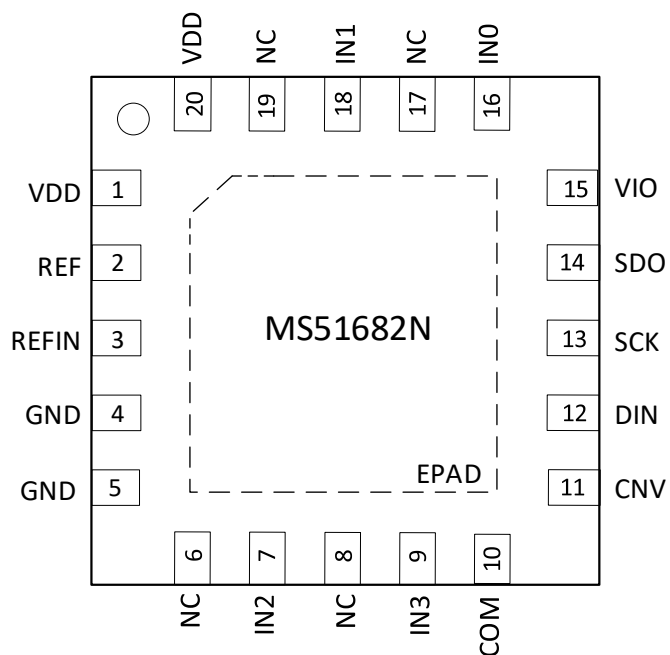 VDD NC IN1 NC IN0
20 19 18 17 16
VDD 1 15 VIO
REF 2 14 SDO
REFIN 3 MS51682N 13 SCK
GND 4 12 DIN
EPAD
GND 5 11 CNV
6 7 8 9 10
NC IN2 NC IN3 COM